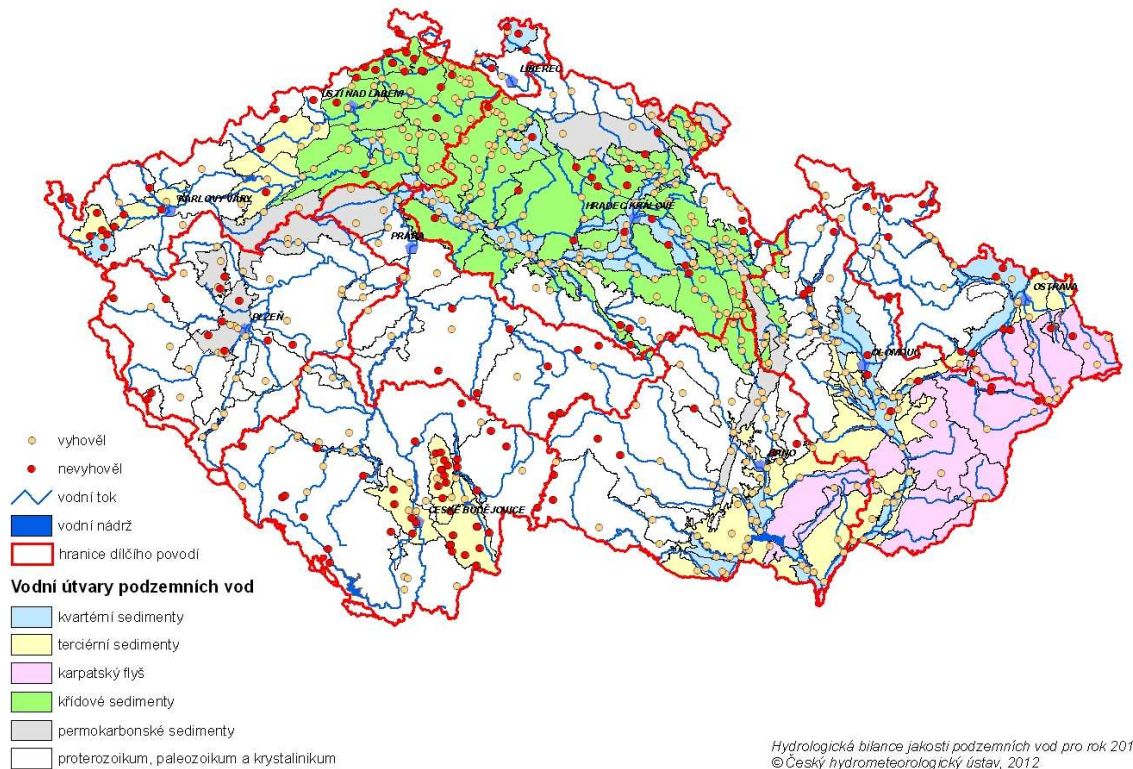 LIBEREC
ÚSTÍ NAD LABEM
KARLOVY VARY
HRADEC KRÁLOVÉ
PRAHA
OSTRAVA
PLZEŇ
OLOMOUC
BRNO
ČESKÉ BUDĚJOVICE
vyhověl
nevyhověl
vodní tok
vodní nádrž
hranice dílčího povodí
Vodní útvary podzemních vod
kvartérní sedimenty
terciérní sedimenty
karpatský flyš
křídové sedimenty
permokarbonské sedimenty
proterozoikum, paleozoikum a krystalinikum
Hydrologická bilance jakosti podzemních vod pro rok 201
© Český hydrometeorologický ústav, 2012